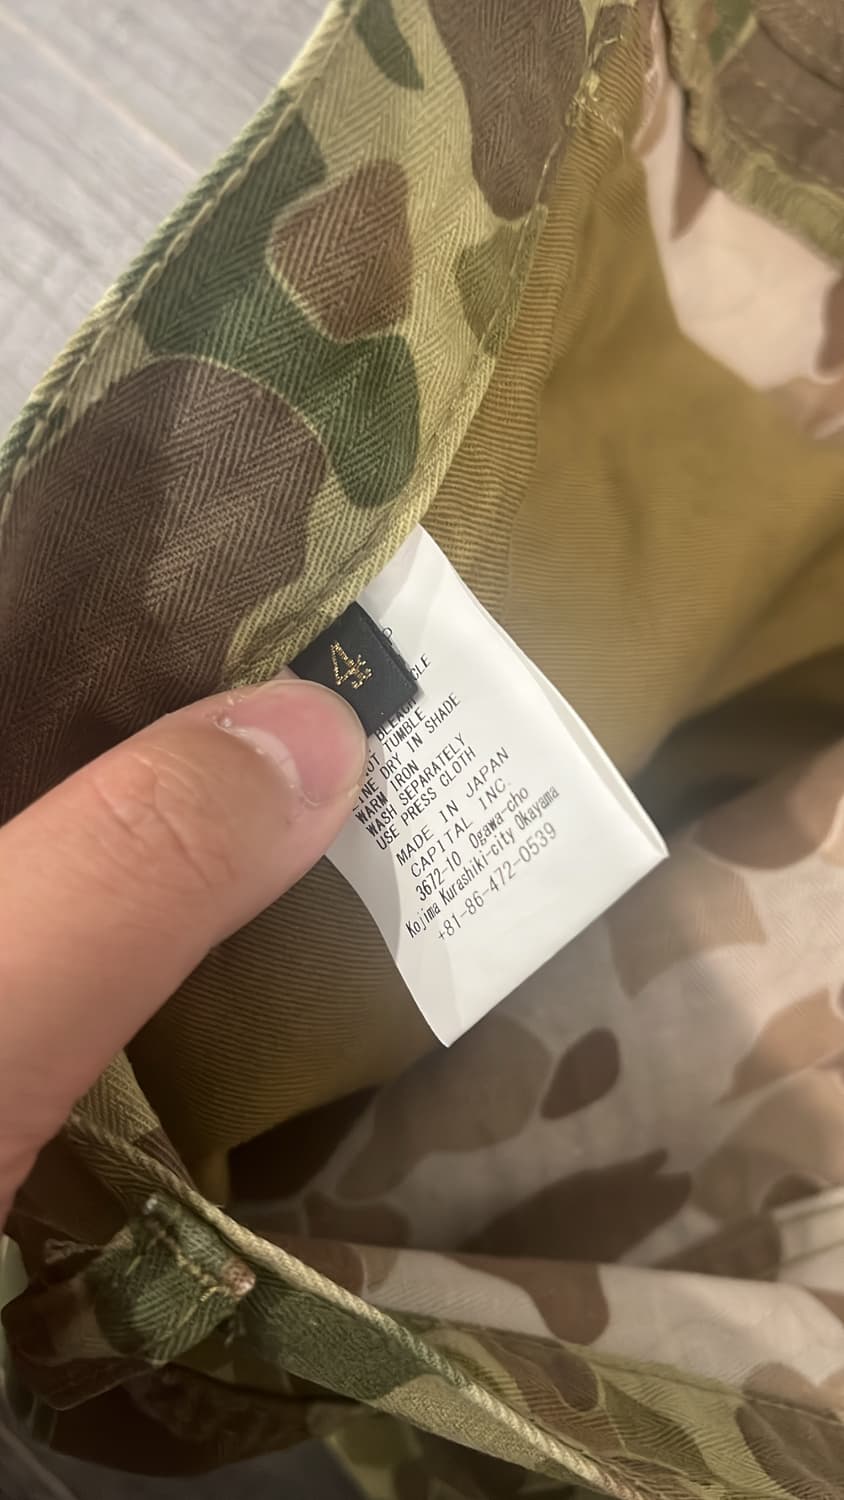 4
BLEACH
TUMBLE
LINE DRY IN SHADE
WARM IRON
WASH SEPARATELY
USE PRESS CLOTH
MADE IN JAPAN
CAPITAL INC.
3672-10 Ogawa-cho
Kojima Kurashiki-city Okayama
+81-86-472-0539